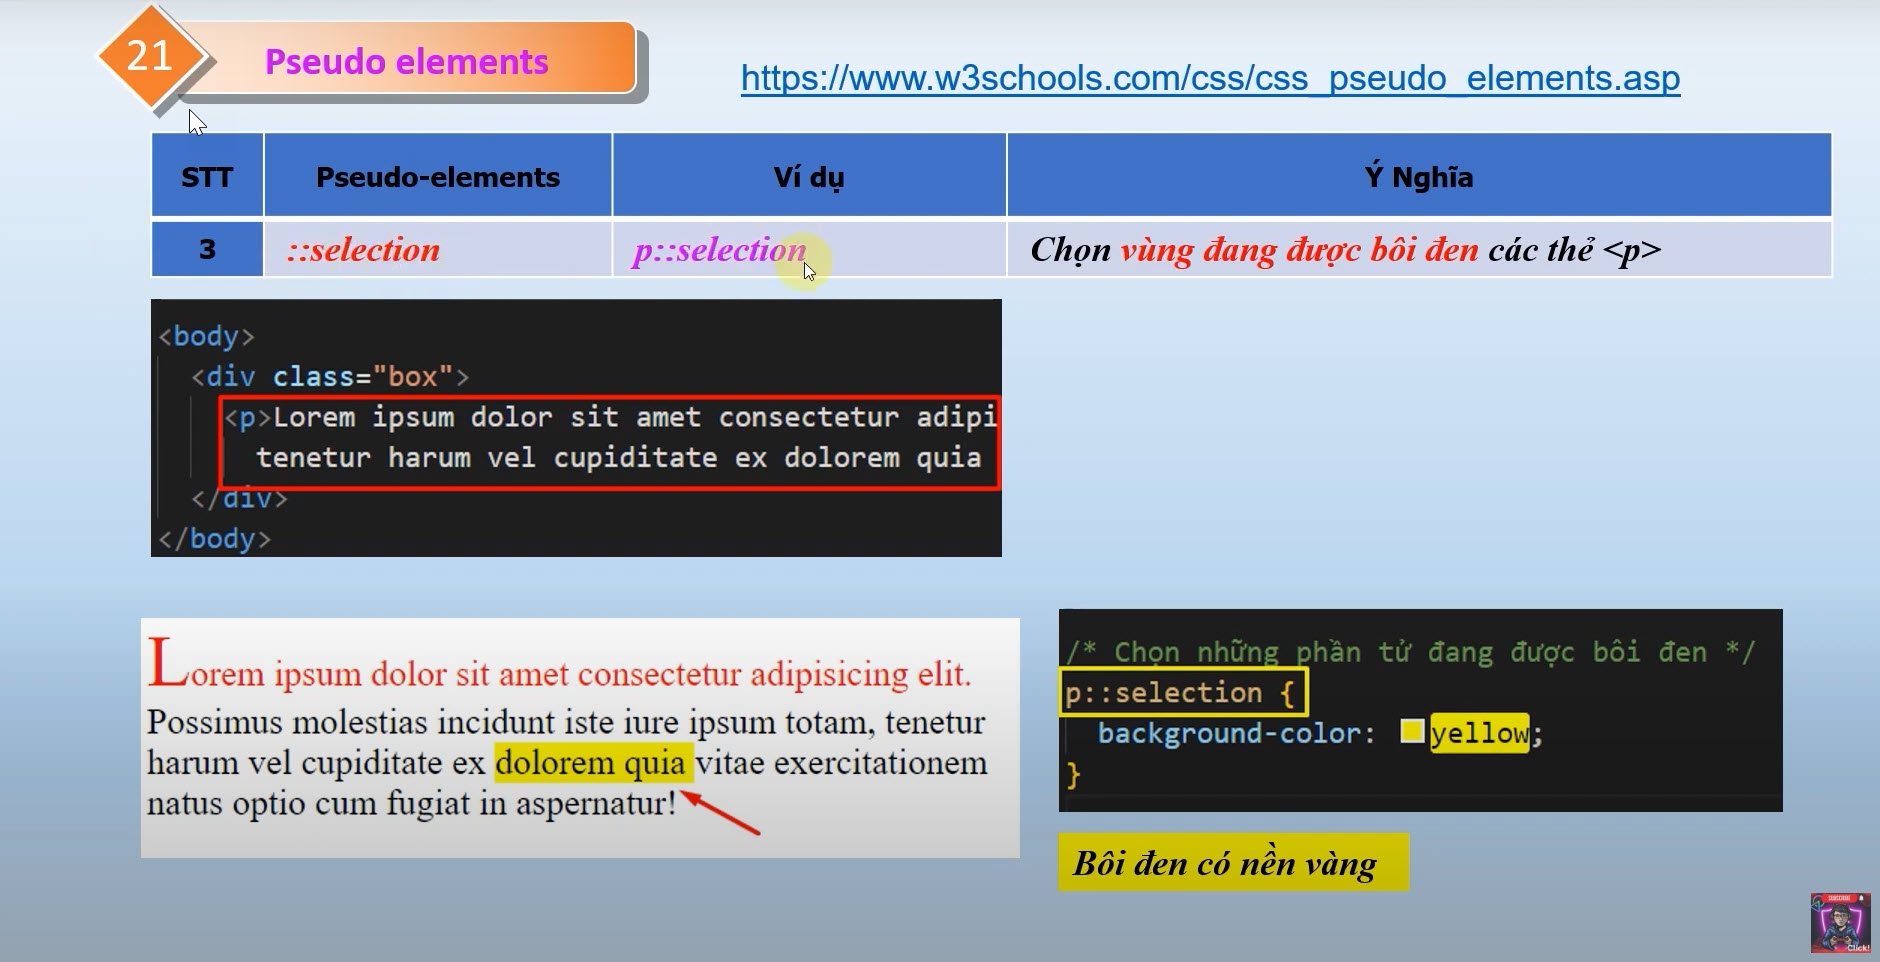 21
Pseudo elements
https://www.w3schools.com/css/css_pseudo_elements.asp
STT Pseudo-elements Ví dụ Ý Nghĩa
3 ::selection p::selection Chọn vùng đang được bôi đen các thẻ <p>
<body>
<div class="box">
<p>Lorem ipsum dolor sit amet consectetur adipi
tenetur harum vel cupiditate ex dolorem quia
</div>
</body>
Lorem ipsum dolor sit amet consectetur adipisicing elit.
Possimus molestias incidunt iste iure ipsum totam, tenetur
harum vel cupiditate ex dolorem quia vitae exercitationem
natus optio cum fugiat in aspernatur!
/* Chọn những phần tử đang được bôi đen */
p::selection {
background-color: yellow;
}
Bôi đen có nền vàng
SUBSCRIBE
Click!